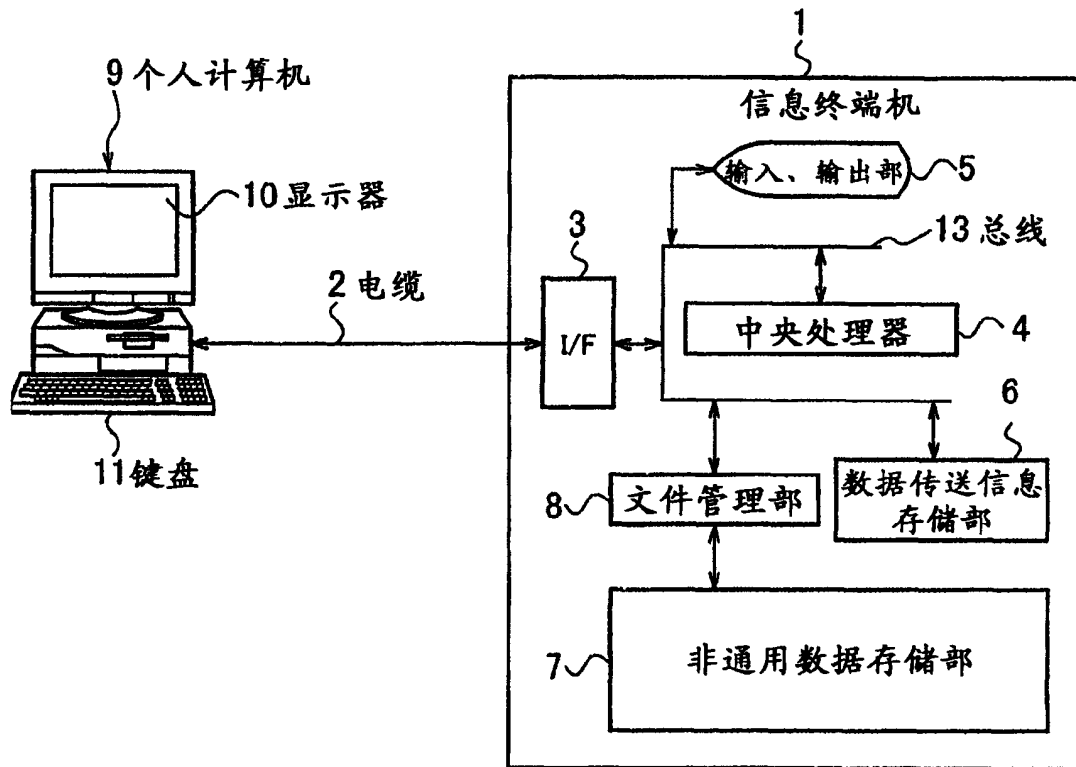 1
9 个人计算机
信息终端机
输入、输出部
5
10 显示器
13 总线
3
2 电缆
I/F
中央处理器
4
6
11 键盘
8
文件管理部
数据传送信息
存储部
7
非通用数据存储部